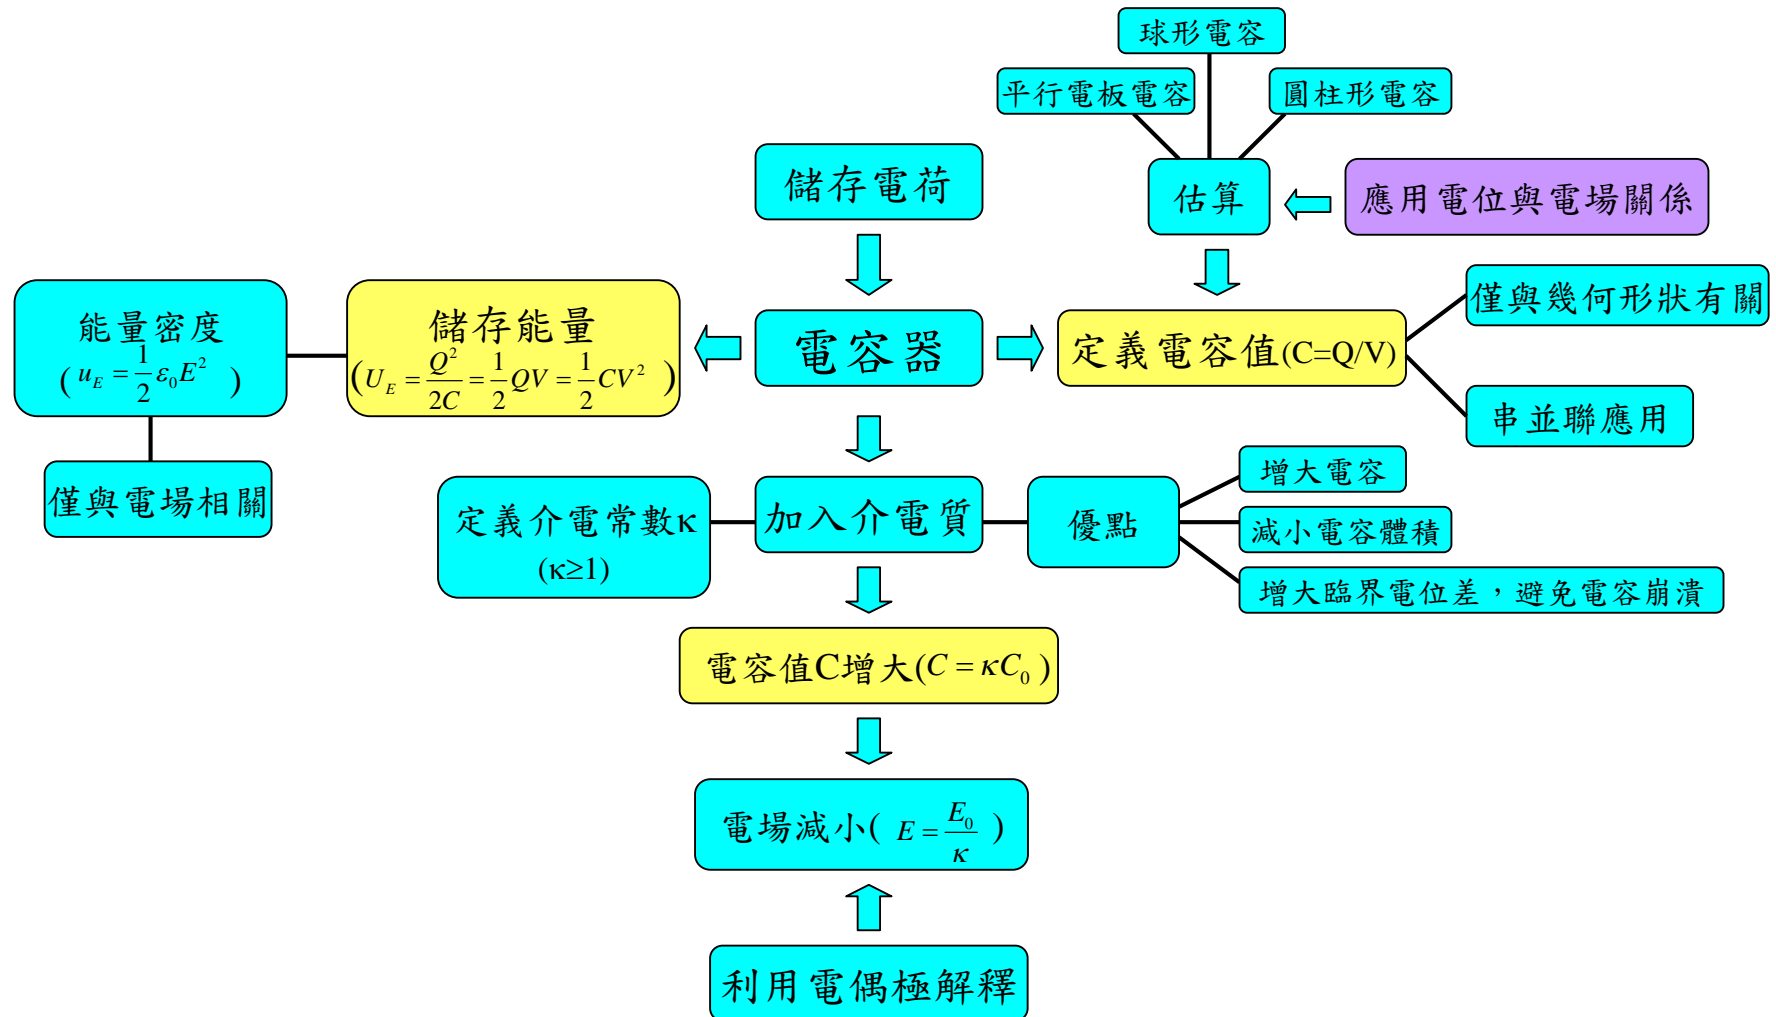 球形電容
平行電板電容
圓柱形電容
儲存電荷
估算
應用電位與電場關係
能量密度
( u_E = \frac{1}{2} ε_0 E^2 )
儲存能量
( U_E = \frac{Q^2}{2C} = \frac{1}{2} QV = \frac{1}{2} CV^2 )
電容器
定義電容值(C=Q/V)
僅與幾何形狀有關
串並聯應用
僅與電場相關
定義介電常數κ
(κ≥1)
加入介電質
優點
增大電容
減小電容體積
增大臨界電位差，避免電容崩潰
電容值C增大(C = κC_0)
電場減小( E = \frac{E_0}{κ} )
利用電偶極解釋